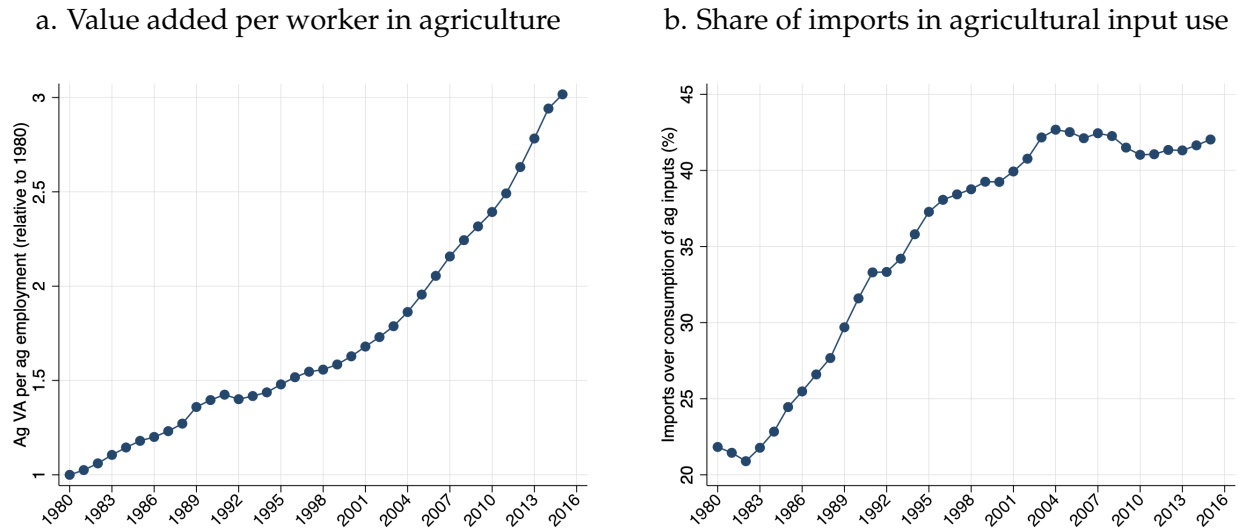 a. Value added per worker in agriculture
Ag VA per ag employment (relative to 1980)
3
2.5
2
1.5
1
1980 1983 1986 1989 1992 1995 1998 2001 2004 2007 2010 2013 2016
b. Share of imports in agricultural input use
Imports over consumption of ag inputs (%)
45
40
35
30
25
20
1980 1983 1986 1989 1992 1995 1998 2001 2004 2007 2010 2013 2016